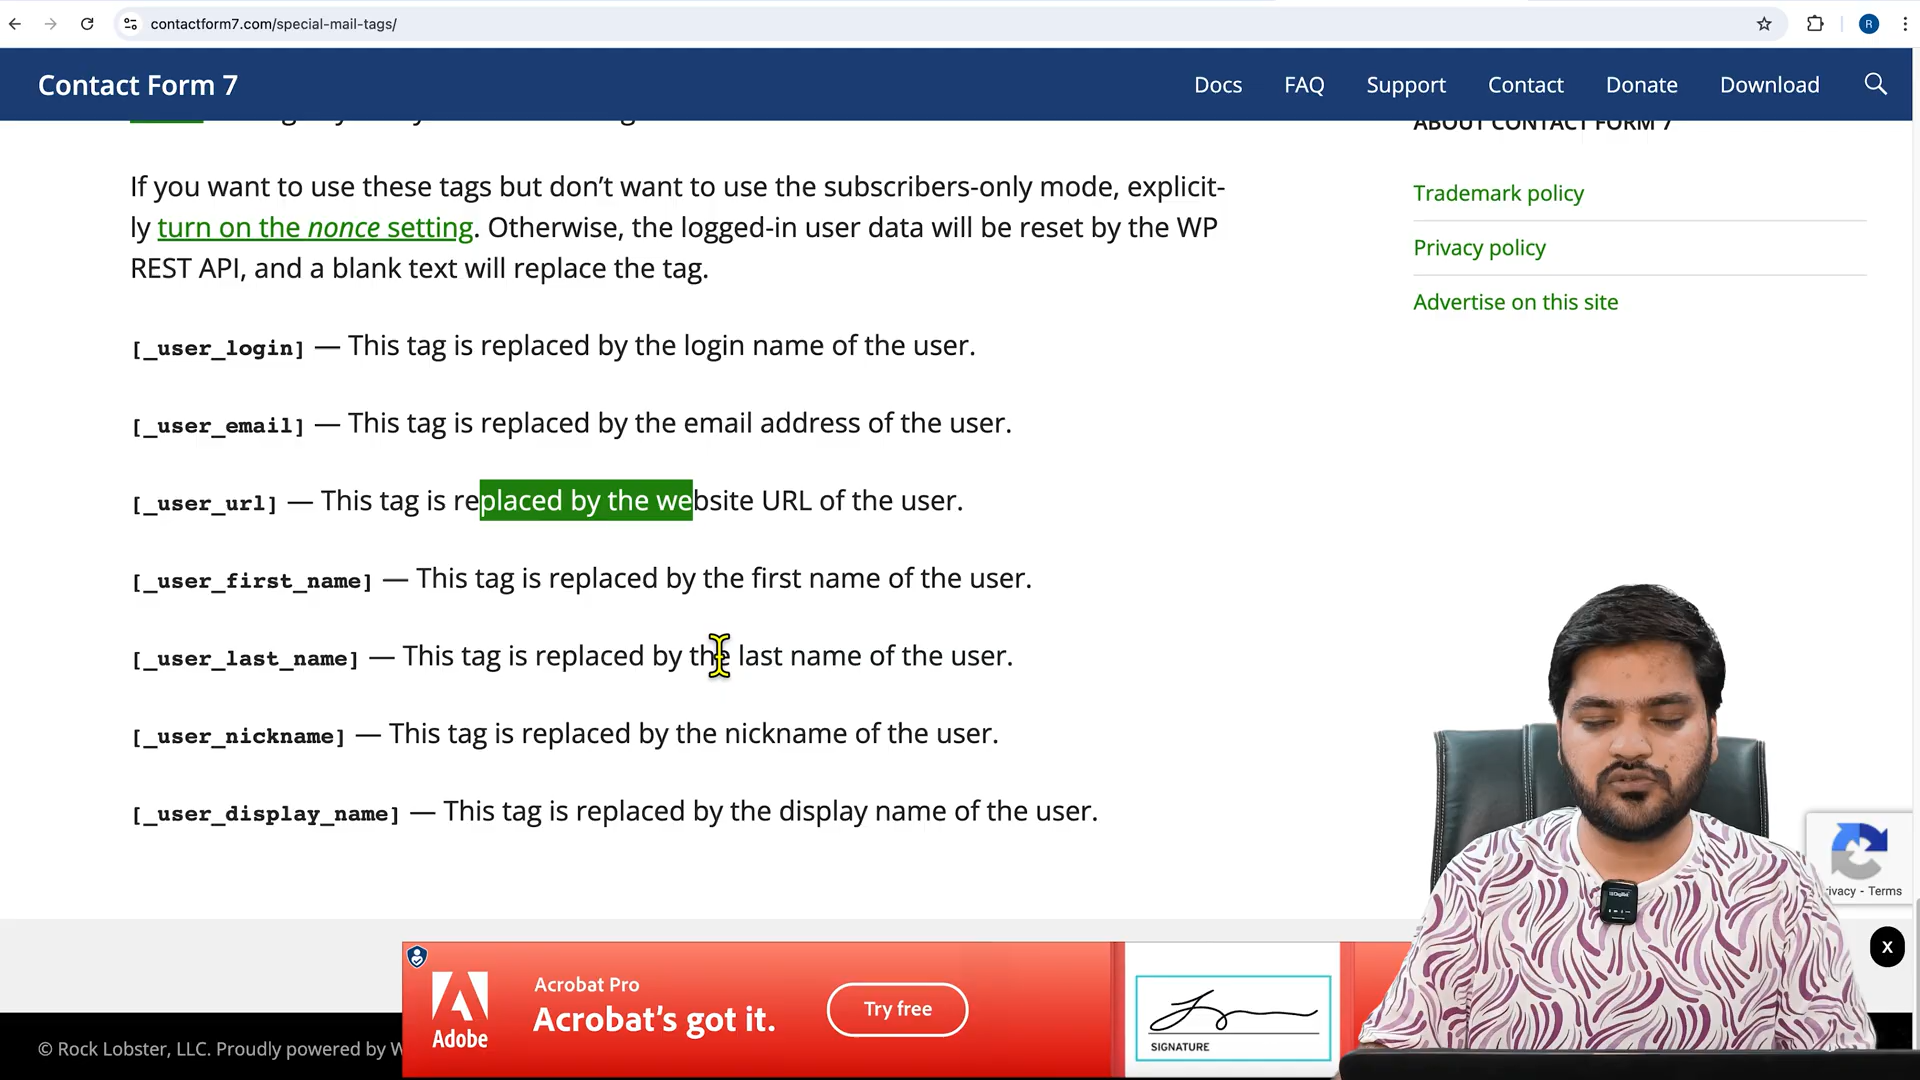 contactform7.com/special-mail-tags/
R
Contact Form 7
Docs FAQ Support Contact Donate Download
ABOUT CONTACT FORM 7
If you want to use these tags but don’t want to use the subscribers-only mode, explicit-
ly turn on the nonce setting. Otherwise, the logged-in user data will be reset by the WP
REST API, and a blank text will replace the tag.
[_user_login] — This tag is replaced by the login name of the user.
[_user_email] — This tag is replaced by the email address of the user.
[_user_url] — This tag is replaced by the website URL of the user.
[_user_first_name] — This tag is replaced by the first name of the user.
[_user_last_name] — This tag is replaced by the last name of the user.
[_user_nickname] — This tag is replaced by the nickname of the user.
[_user_display_name] — This tag is replaced by the display name of the user.
Trademark policy
Privacy policy
Advertise on this site
- Terms
X
Adobe
Acrobat Pro
Acrobat’s got it.
Try free
SIGNATURE
© Rock Lobster, LLC. Proudly powered by